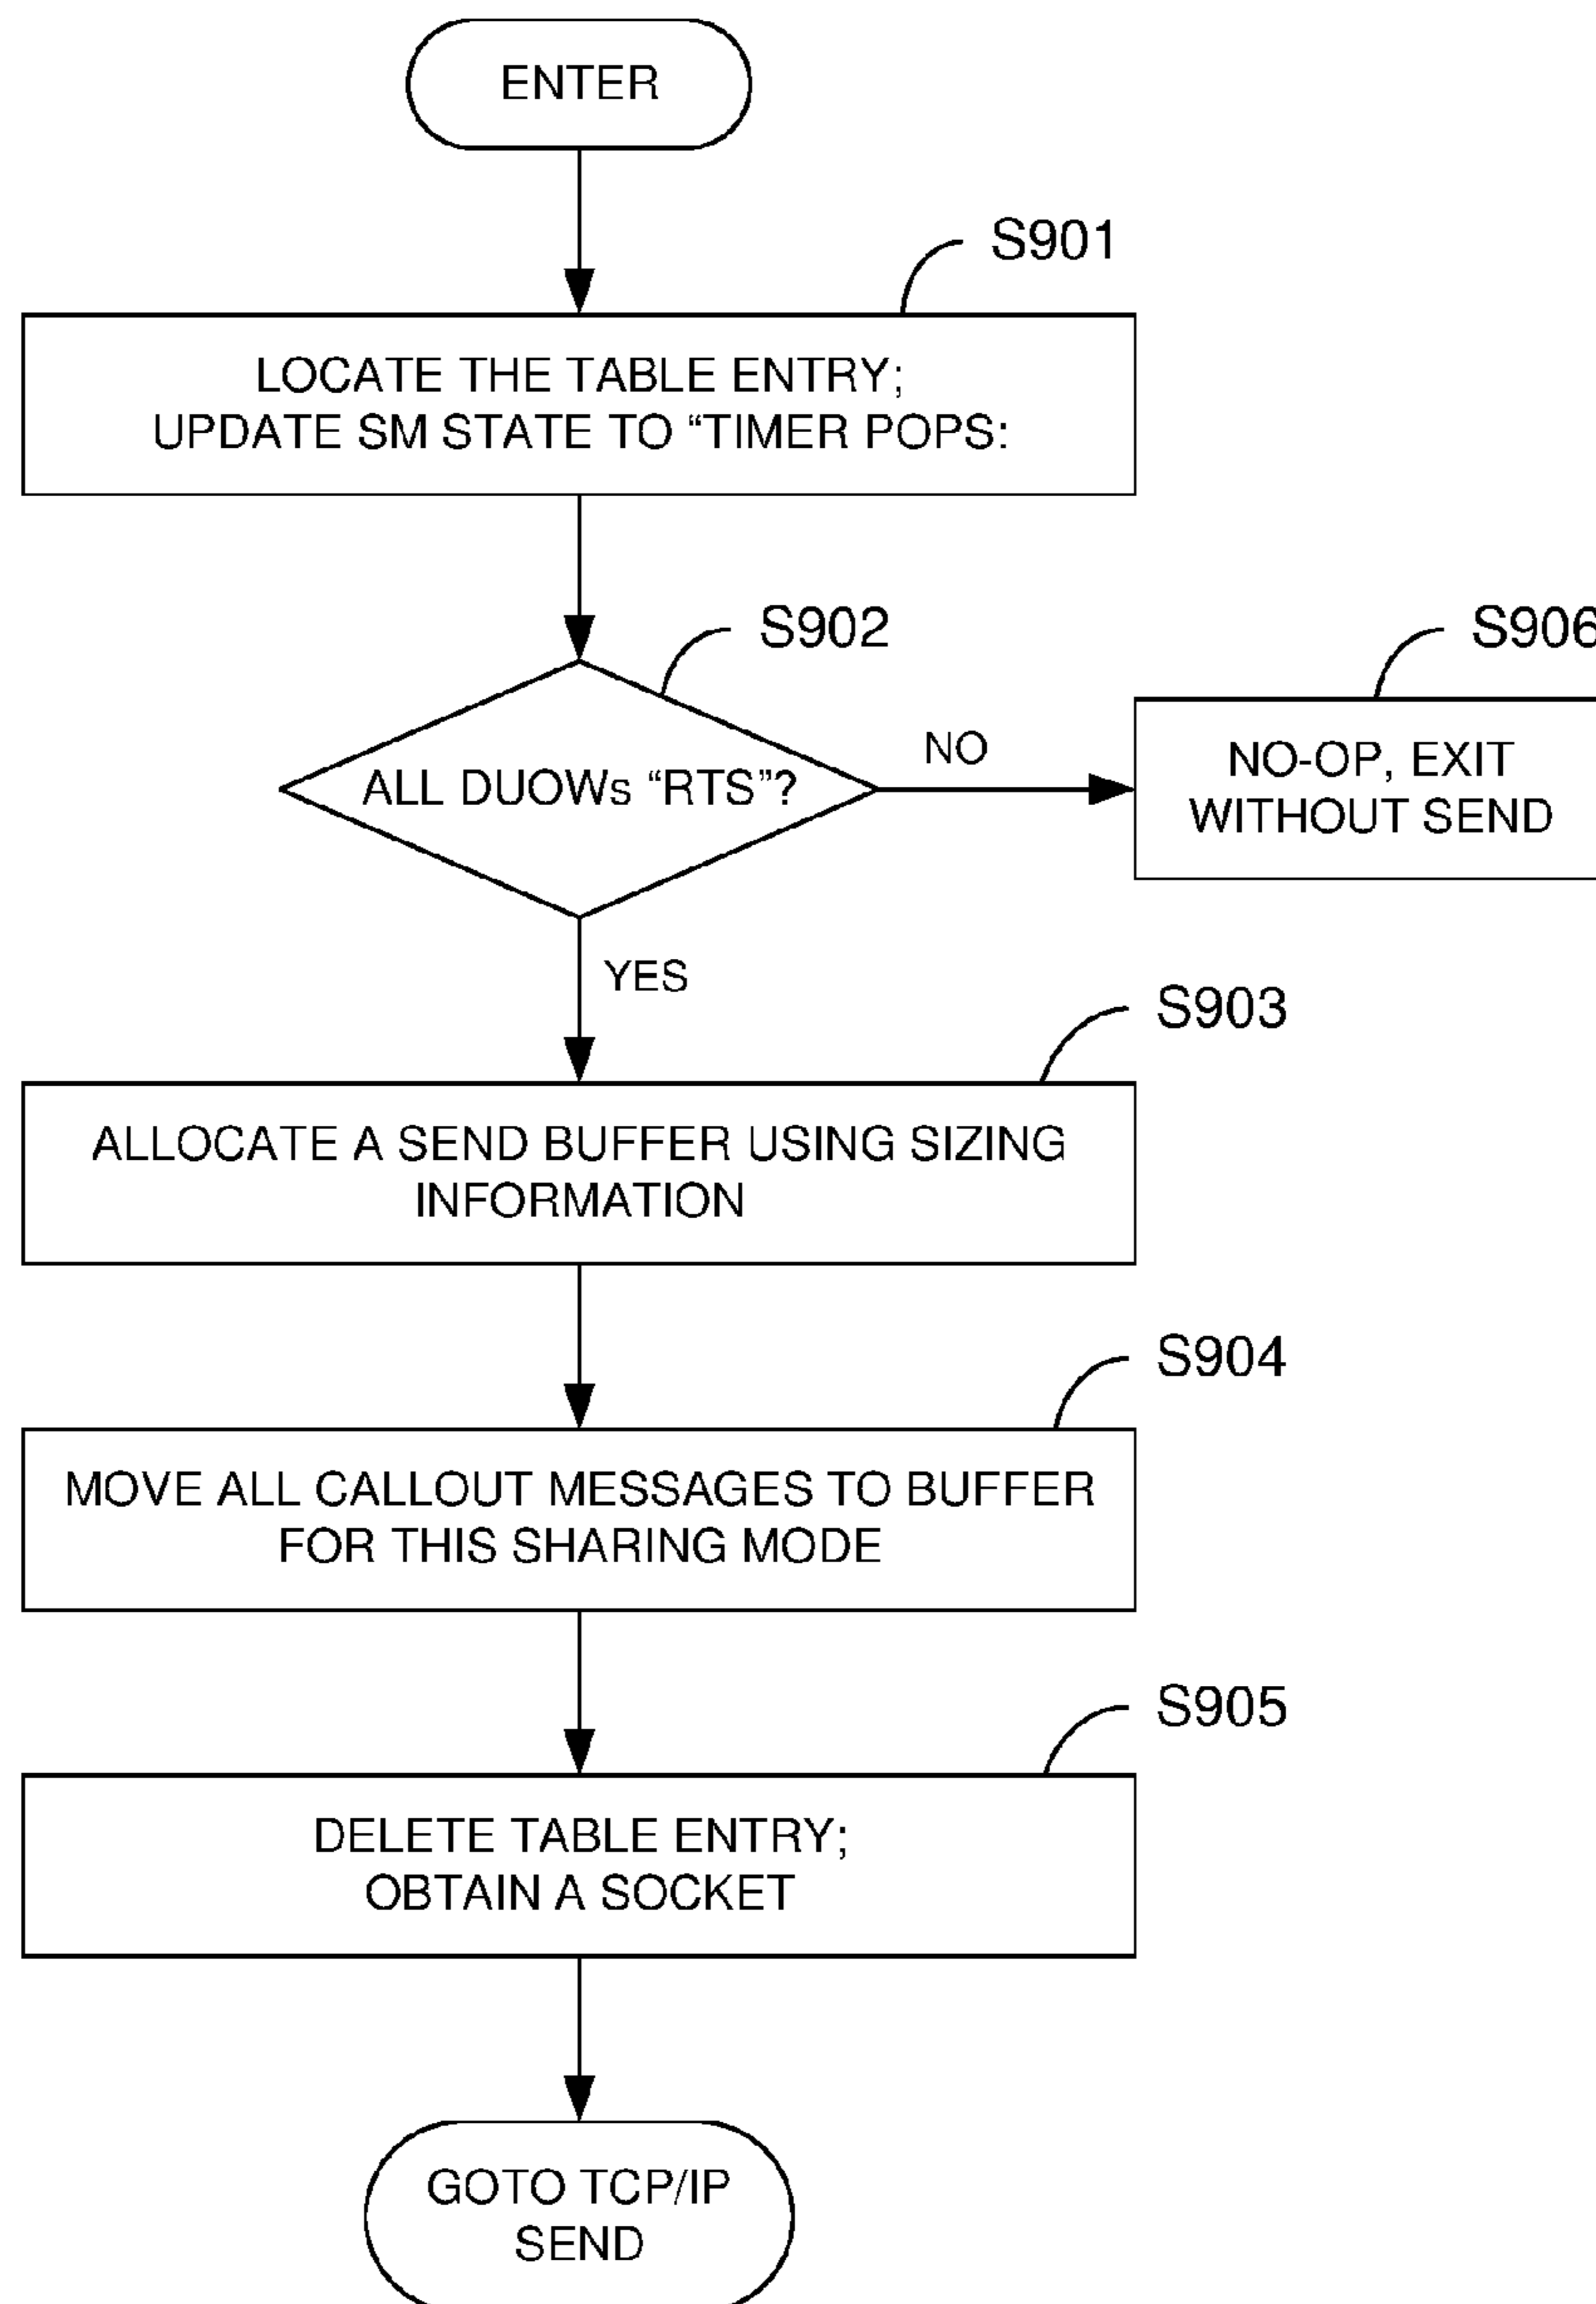 ENTER
S901
LOCATE THE TABLE ENTRY;
UPDATE SM STATE TO “TIMER POPS:
S902
S906
ALL DUOWs “RTS”?
NO
NO-OP, EXIT
WITHOUT SEND
YES
S903
ALLOCATE A SEND BUFFER USING SIZING
INFORMATION
S904
MOVE ALL CALLOUT MESSAGES TO BUFFER
FOR THIS SHARING MODE
S905
DELETE TABLE ENTRY;
OBTAIN A SOCKET
GOTO TCP/IP
SEND